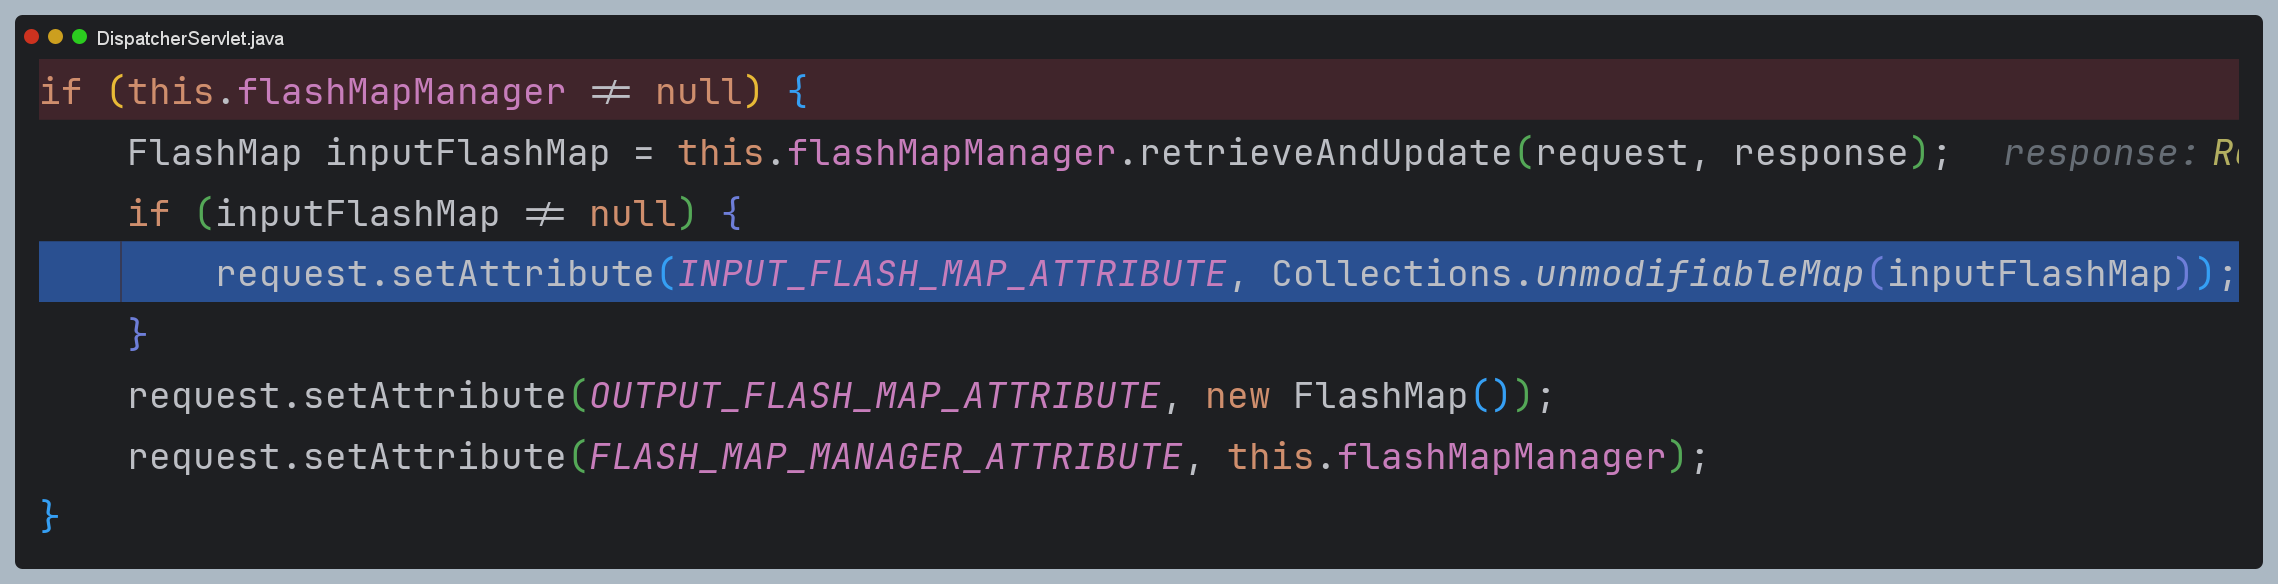 DispatcherServlet.java
if (this.flashMapManager != null) {
FlashMap inputFlashMap = this.flashMapManager.retrieveAndUpdate(request, response); response:
if (inputFlashMap != null) {
request.setAttribute(INPUT_FLASH_MAP_ATTRIBUTE, Collections.unmodifiableMap(inputFlashMap));
}
request.setAttribute(OUTPUT_FLASH_MAP_ATTRIBUTE, new FlashMap());
request.setAttribute(FLASH_MAP_MANAGER_ATTRIBUTE, this.flashMapManager);
}